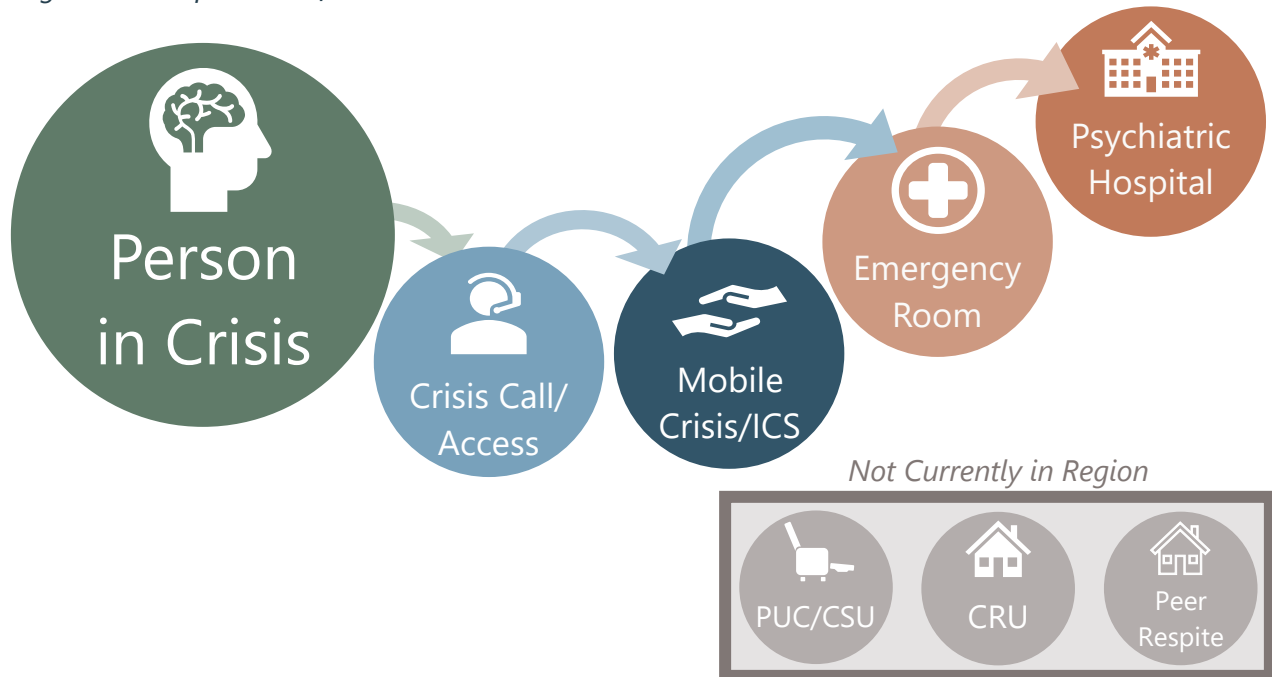 Person
in Crisis
Crisis Call/
Access
Mobile
Crisis/ICS
Emergency
Room
Psychiatric
Hospital
Not Currently in Region
PUC/CSU
CRU
Peer
Respite